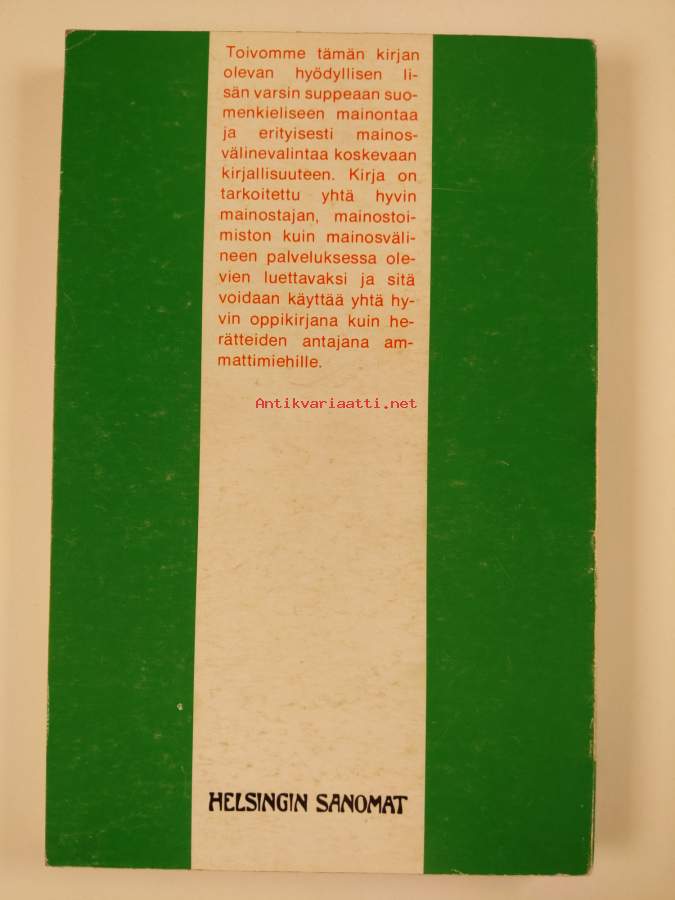 Toivomme tämän kirjan
olevan hyödyllisen li-
sän varsin suppeaan suo-
menkieliseen mainontaa
ja erityisesti mainos-
välinevalintaa koskevaan
kirjallisuuteen. Kirja on
tarkoitettu yhtä hyvin
mainostajan, mainostoi-
miston kuin mainosväli-
neen palveluksessa ole-
vien luettavaksi ja sitä
voidaan käyttää yhtä hy-
vin oppikirjana kuin he-
rätteiden antajana am-
mattimiehille.
Antikvariaatti.net
HELSINGIN SANOMAT